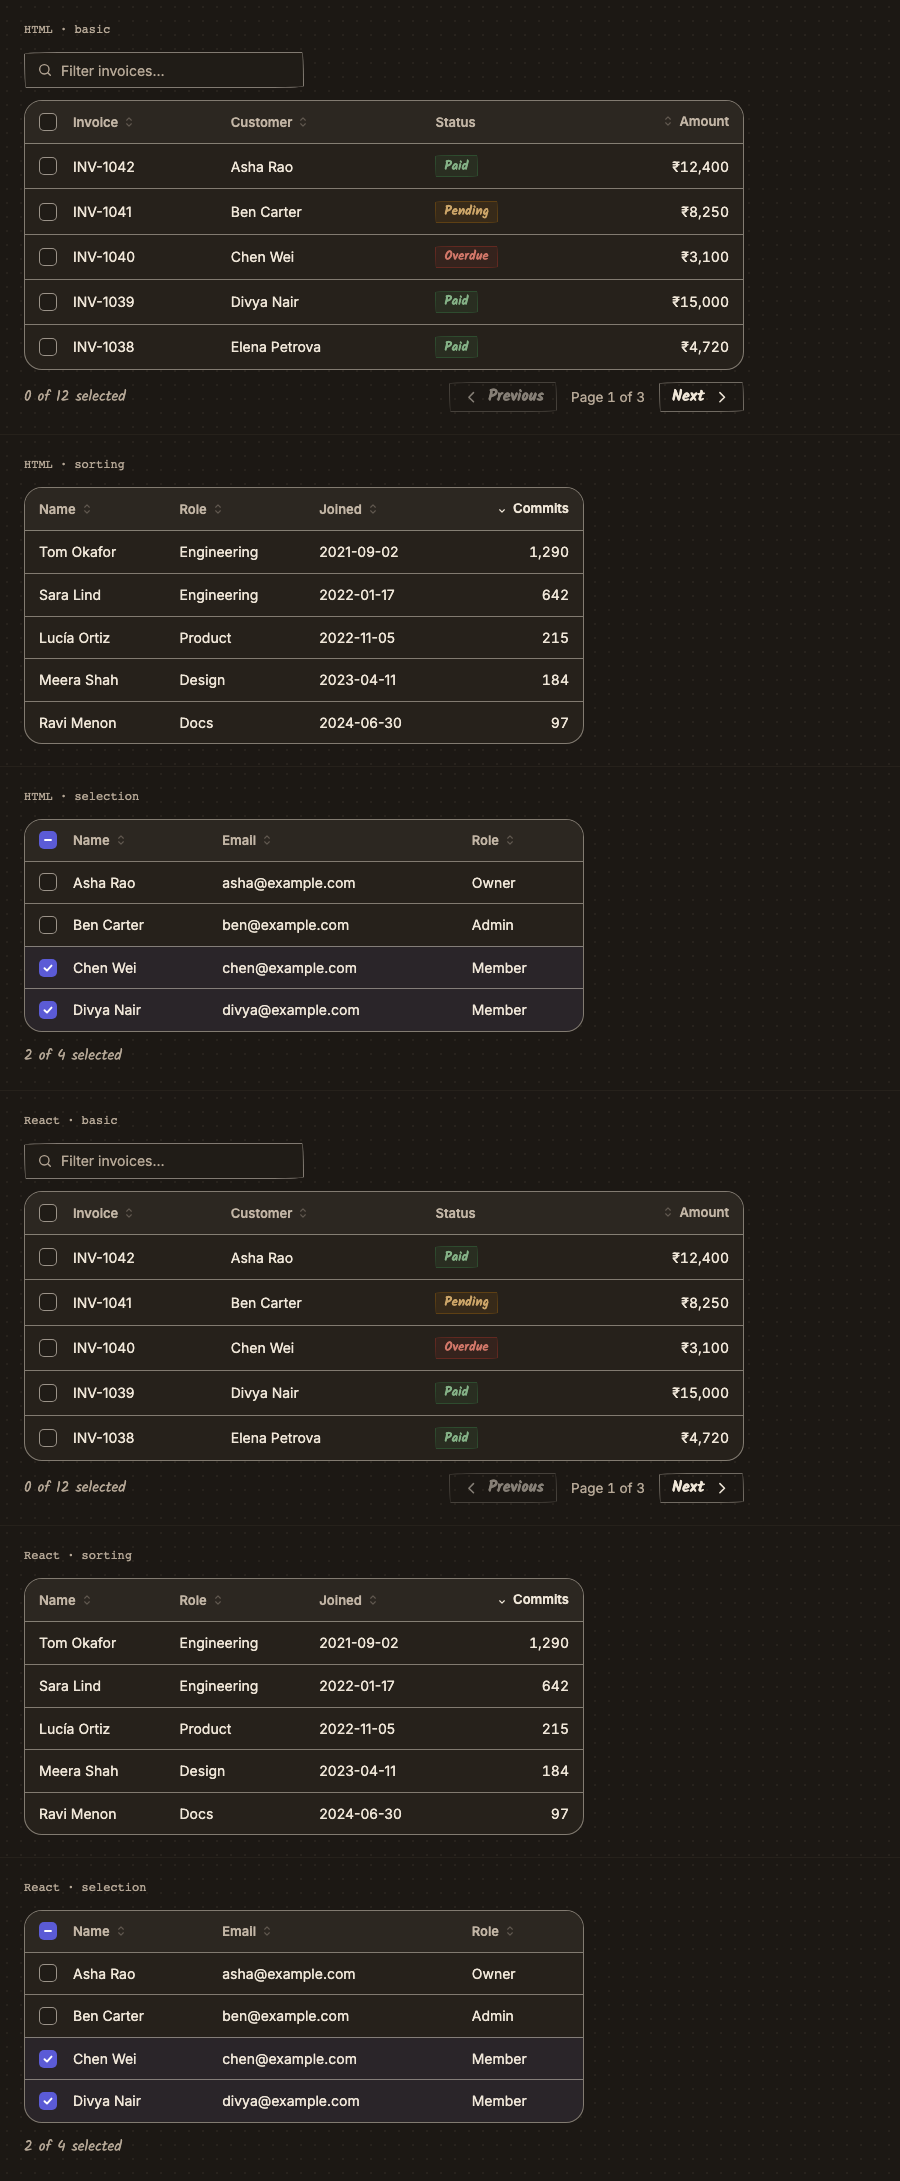 HTML • basic
Filter invoices...
Invoice Customer Status Amount
INV-1042 Asha Rao Paid ₹12,400
INV-1041 Ben Carter Pending ₹8,250
INV-1040 Chen Wei Overdue ₹3,100
INV-1039 Divya Nair Paid ₹15,000
INV-1038 Elena Petrova Paid ₹4,720
0 of 12 selected Previous Page 1 of 3 Next
HTML • sorting
Name Role Joined Commits
Tom Okafor Engineering 2021-09-02 1,290
Sara Lind Engineering 2022-01-17 642
Lucía Ortiz Product 2022-11-05 215
Meera Shah Design 2023-04-11 184
Ravi Menon Docs 2024-06-30 97
HTML • selection
Name Email Role
Asha Rao asha@example.com Owner
Ben Carter ben@example.com Admin
Chen Wei chen@example.com Member
Divya Nair divya@example.com Member
2 of 4 selected
React • basic
Filter invoices...
Invoice Customer Status Amount
INV-1042 Asha Rao Paid ₹12,400
INV-1041 Ben Carter Pending ₹8,250
INV-1040 Chen Wei Overdue ₹3,100
INV-1039 Divya Nair Paid ₹15,000
INV-1038 Elena Petrova Paid ₹4,720
0 of 12 selected Previous Page 1 of 3 Next
React • sorting
Name Role Joined Commits
Tom Okafor Engineering 2021-09-02 1,290
Sara Lind Engineering 2022-01-17 642
Lucía Ortiz Product 2022-11-05 215
Meera Shah Design 2023-04-11 184
Ravi Menon Docs 2024-06-30 97
React • selection
Name Email Role
Asha Rao asha@example.com Owner
Ben Carter ben@example.com Admin
Chen Wei chen@example.com Member
Divya Nair divya@example.com Member
2 of 4 selected